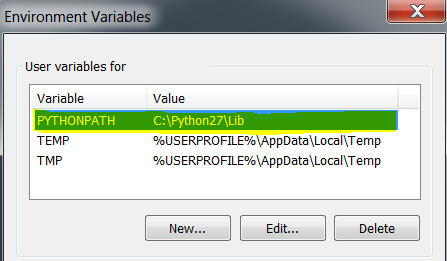 Environment Variables
User variables for
Variable Value
PYTHONPATH C:\Python27\Lib
TEMP %USERPROFILE%\AppData\Local\Temp
TMP %USERPROFILE%\AppData\Local\Temp
New... Edit... Delete